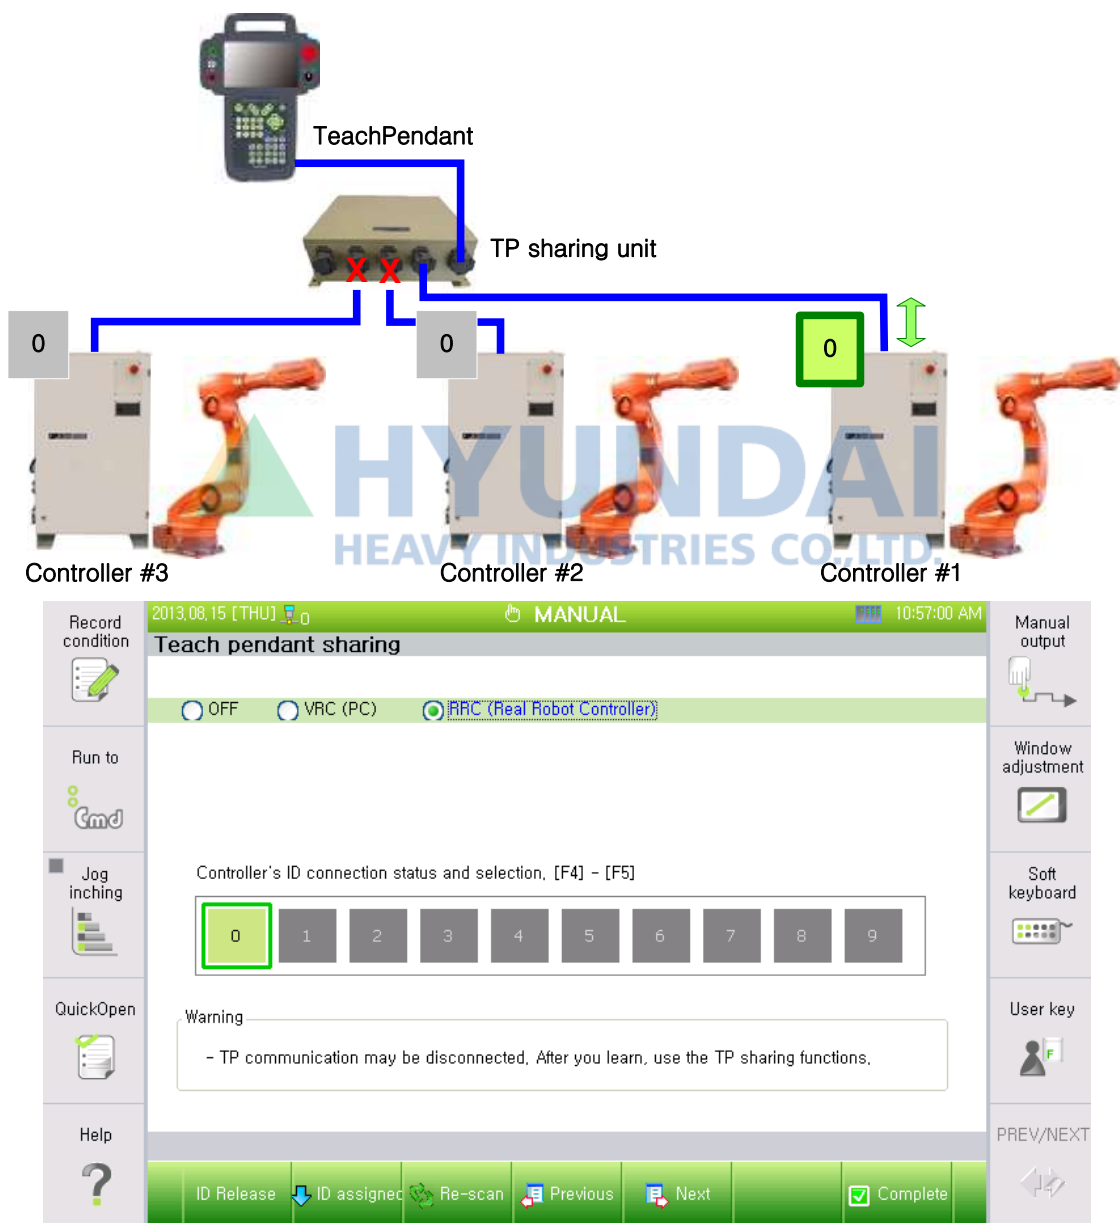 TeachPendant
TP sharing unit
X X
0
0
0
HYUNDAI
HEAVY INDUSTRIES CO.,LTD.
Controller #3
Controller #2
Controller #1
Record
condition
Run to
Cmd
Jog
inching
QuickOpen
Help
2013,08,15 [THU] 0
MANUAL
10:57:00 AM
Teach pendant sharing
OFF
VRC (PC)
RRC (Real Robot Controller)
Controller's ID connection status and selection, [F4] - [F5]
0 1 2 3 4 5 6 7 8 9
Warning
- TP communication may be disconnected, After you learn, use the TP sharing functions,
ID Release
ID assigned
Re-scan
Previous
Next
Complete
Manual
output
Window
adjustment
Soft
keyboard
User key
F
PREV/NEXT